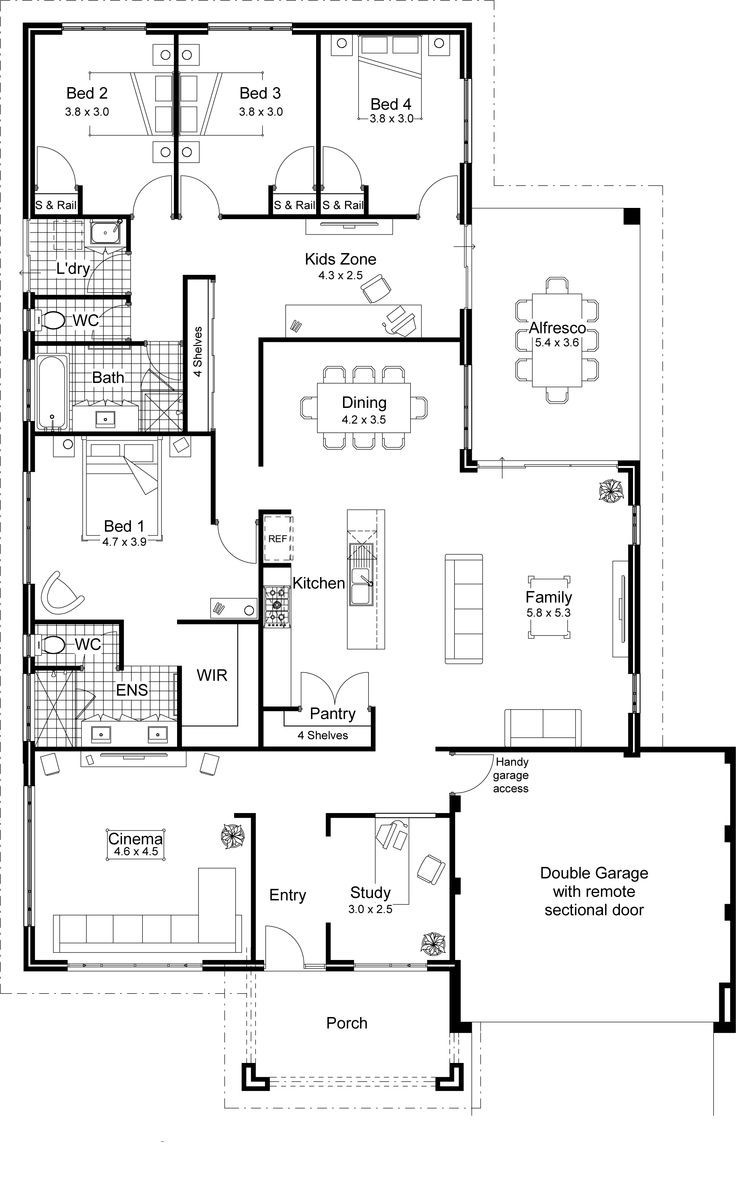 Bed 2
3.8 x 3.0
Bed 3
3.8 x 3.0
Bed 4
3.8 x 3.0
S & Rail
S & Rail
S & Rail
L'dry
Kids Zone
4.3 x 2.5
WC
4 Shelves
Alfresco
5.4 x 3.6
Bath
Dining
4.2 x 3.5
Bed 1
4.7 x 3.9
REF
Kitchen
Family
5.8 x 5.3
WC
ENS
WIR
Pantry
4 Shelves
Handy
garage
access
Cinema
4.6 x 4.5
Entry
Study
3.0 x 2.5
Double Garage
with remote
sectional door
Porch